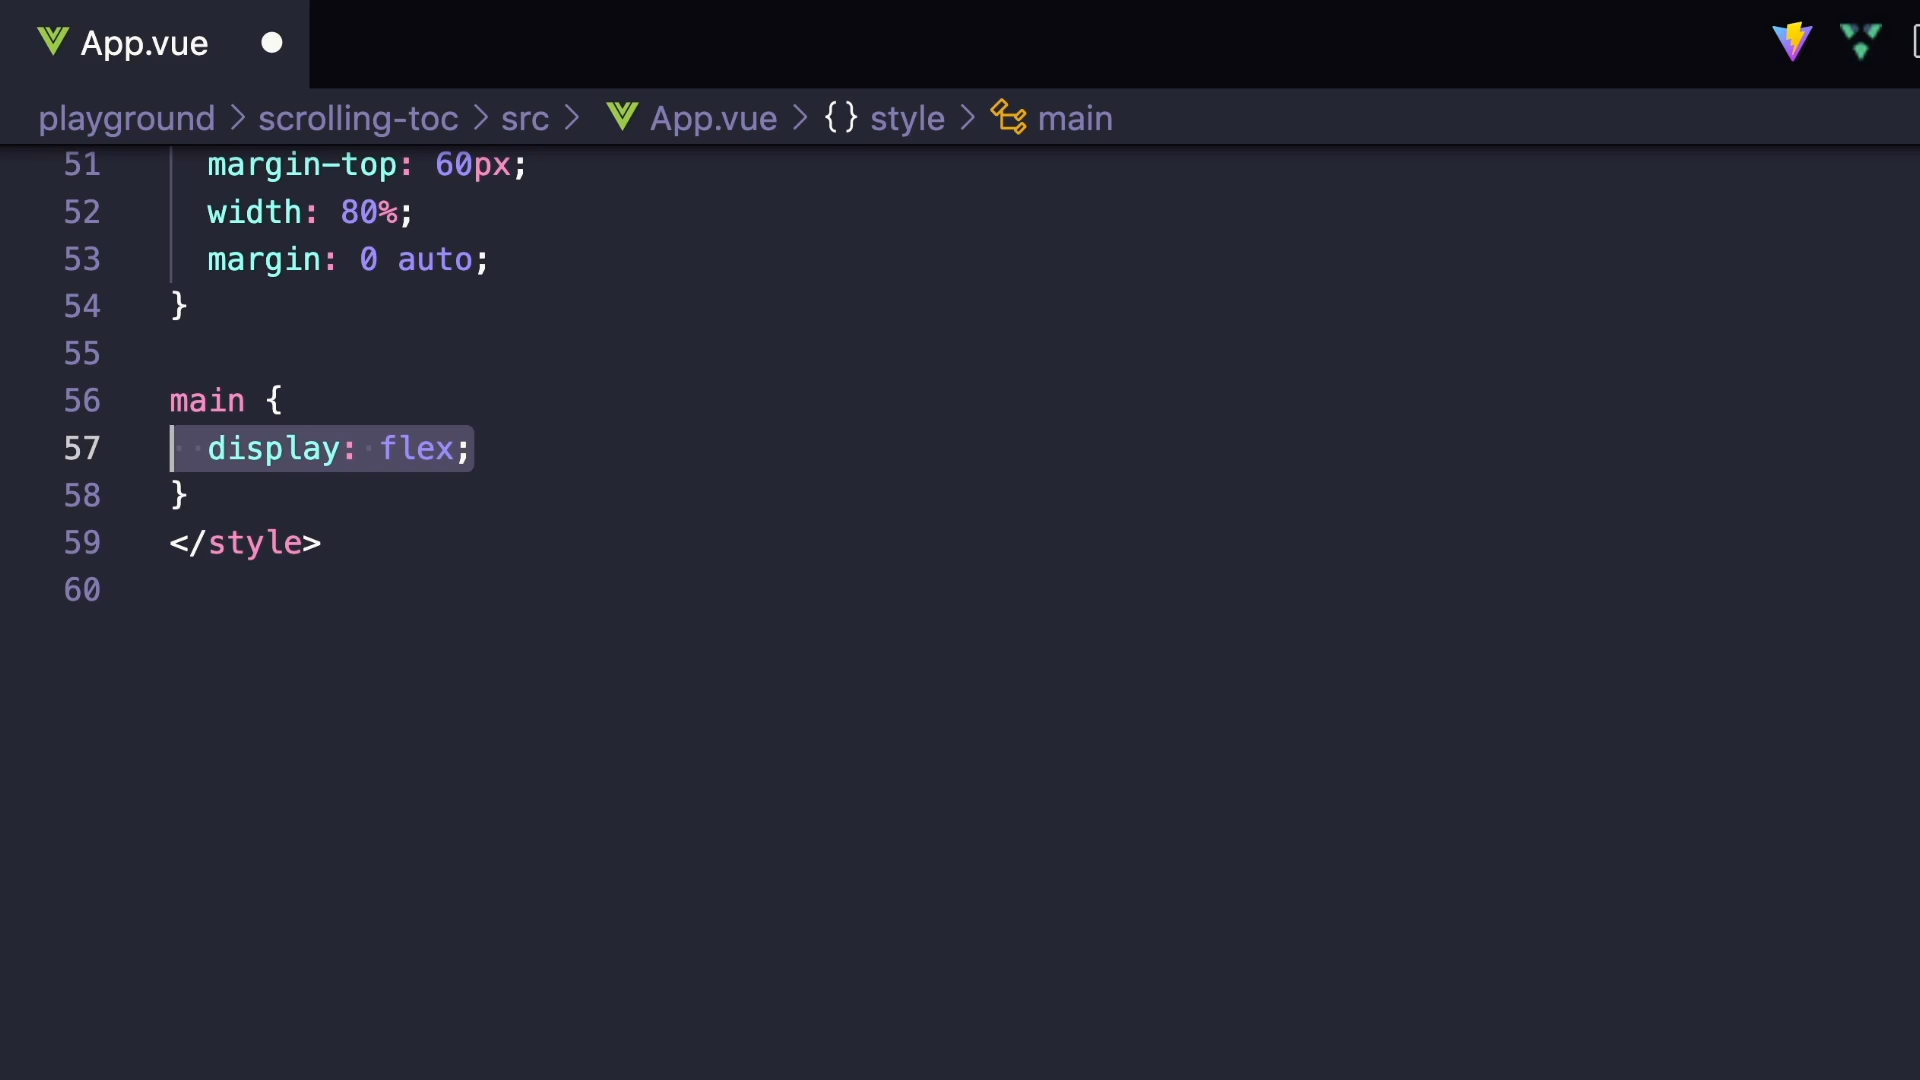 App.vue
playground > scrolling-toc > src > App.vue > {} style > main
51 margin-top: 60px;
52 width: 80%;
53 margin: 0 auto;
54 }
55
56 main {
57 display: flex;
58 }
59 </style>
60